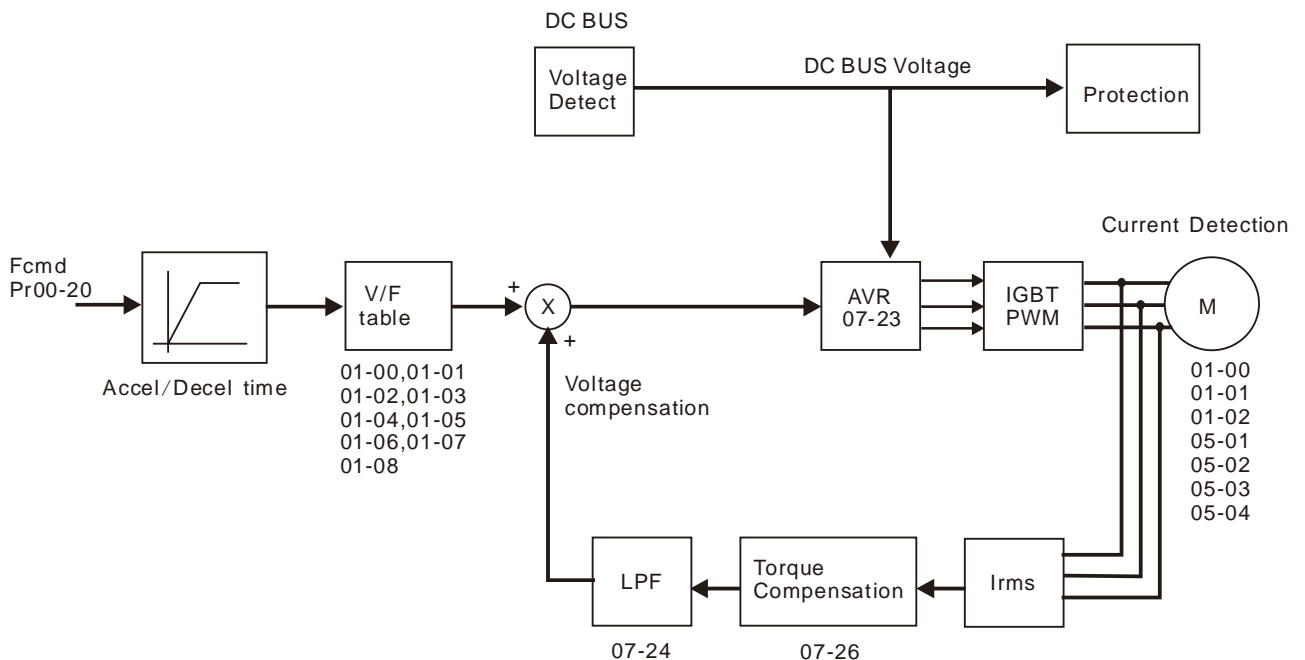 DC BUS
Voltage
Detect
DC BUS Voltage
Protection
Current Detection
Fcmd
Pr00-20
Accel/Decel time
V/F
table
01-00,01-01
01-02,01-03
01-04,01-05
01-06,01-07
01-08
+
X
+
Voltage
compensation
AVR
07-23
IGBT
PWM
M
01-00
01-01
01-02
05-01
05-02
05-03
05-04
LPF
07-24
Torque
Compensation
07-26
Irms